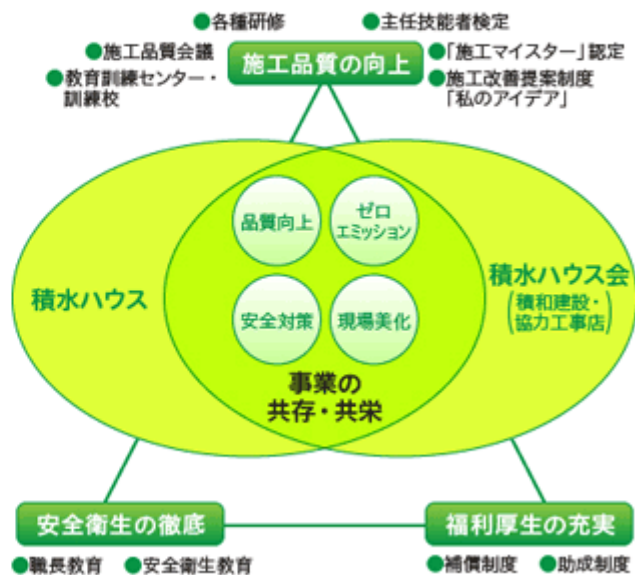 ●各種研修
●主任技能者検定
●施工品質会議
●教育訓練センター・
訓練校
施工品質の向上
●「施工マイスター」認定
●施工改善提案制度
「私のアイデア」
品質向上
ゼロ
エミッション
積水ハウス
積水ハウス会
(積和建設・
協力工事店)
安全対策
現場美化
事業の
共存・共栄
安全衛生の徹底
福利厚生の充実
●職長教育
●安全衛生教育
●補償制度
●助成制度